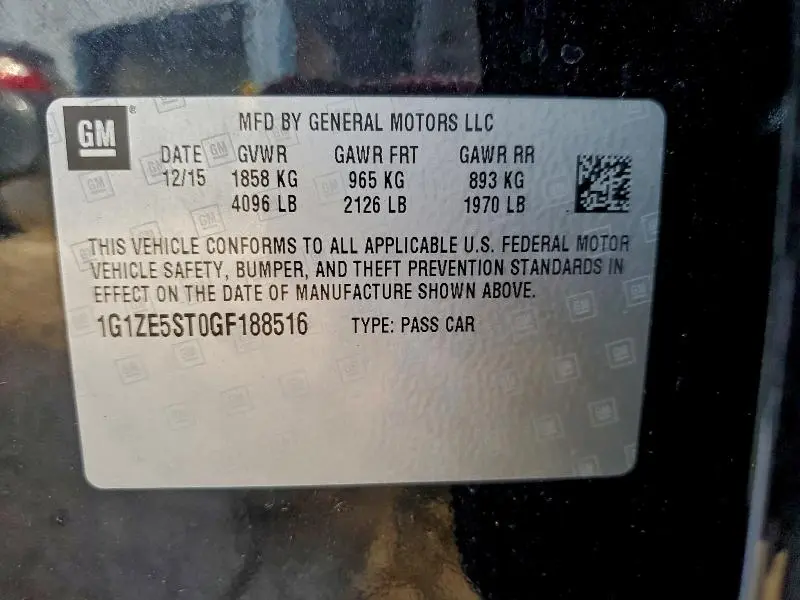 GM
MFD BY GENERAL MOTORS LLC
DATE GVWR GAWR FRT GAWR RR
12/15 1858 KG 965 KG 893 KG
4096 LB 2126 LB 1970 LB
THIS VEHICLE CONFORMS TO ALL APPLICABLE U.S. FEDERAL MOTOR
VEHICLE SAFETY, BUMPER, AND THEFT PREVENTION STANDARDS IN
EFFECT ON THE DATE OF MANUFACTURE SHOWN ABOVE.
1G1ZE5ST0GF188516 TYPE: PASS CAR